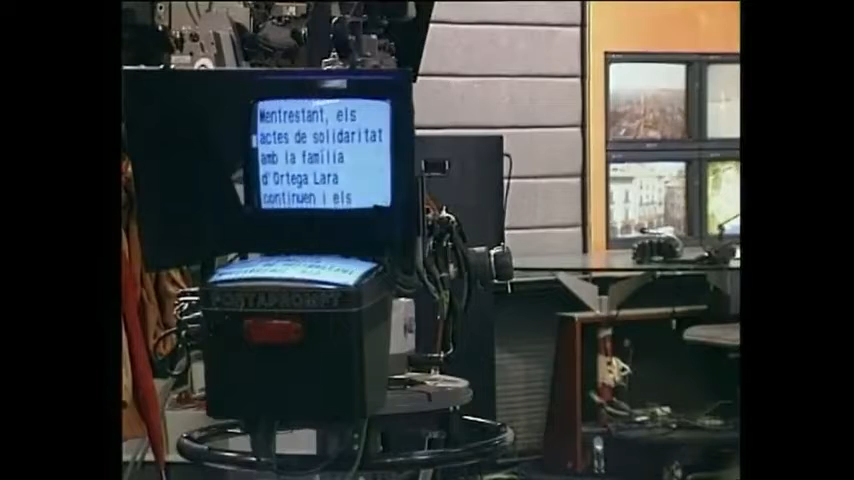 Mentrestant, els
actes de solidaritat
amb la família
d'Ortega Lara
continuen i els
PORTAPROMPT